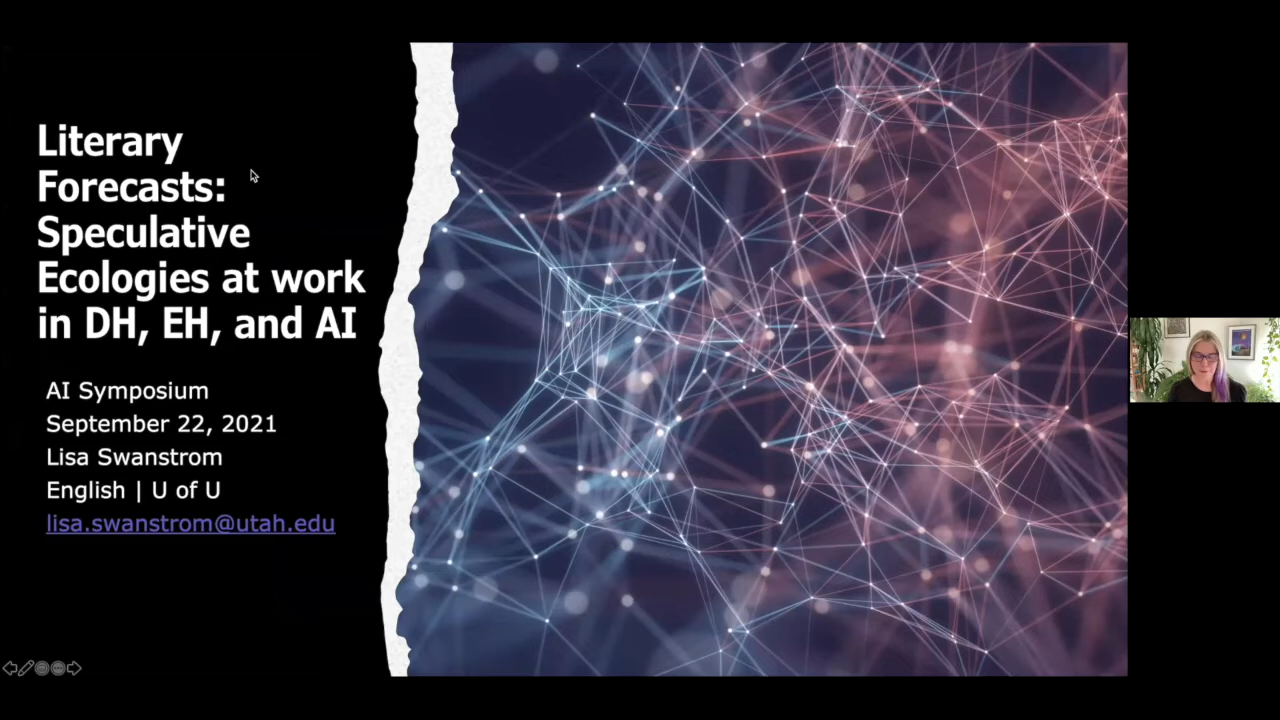 Literary
Forecasts:
Speculative
Ecologies at work
in DH, EH, and AI
AI Symposium
September 22, 2021
Lisa Swanstrom
English | U of U
lisa.swanstrom@utah.edu